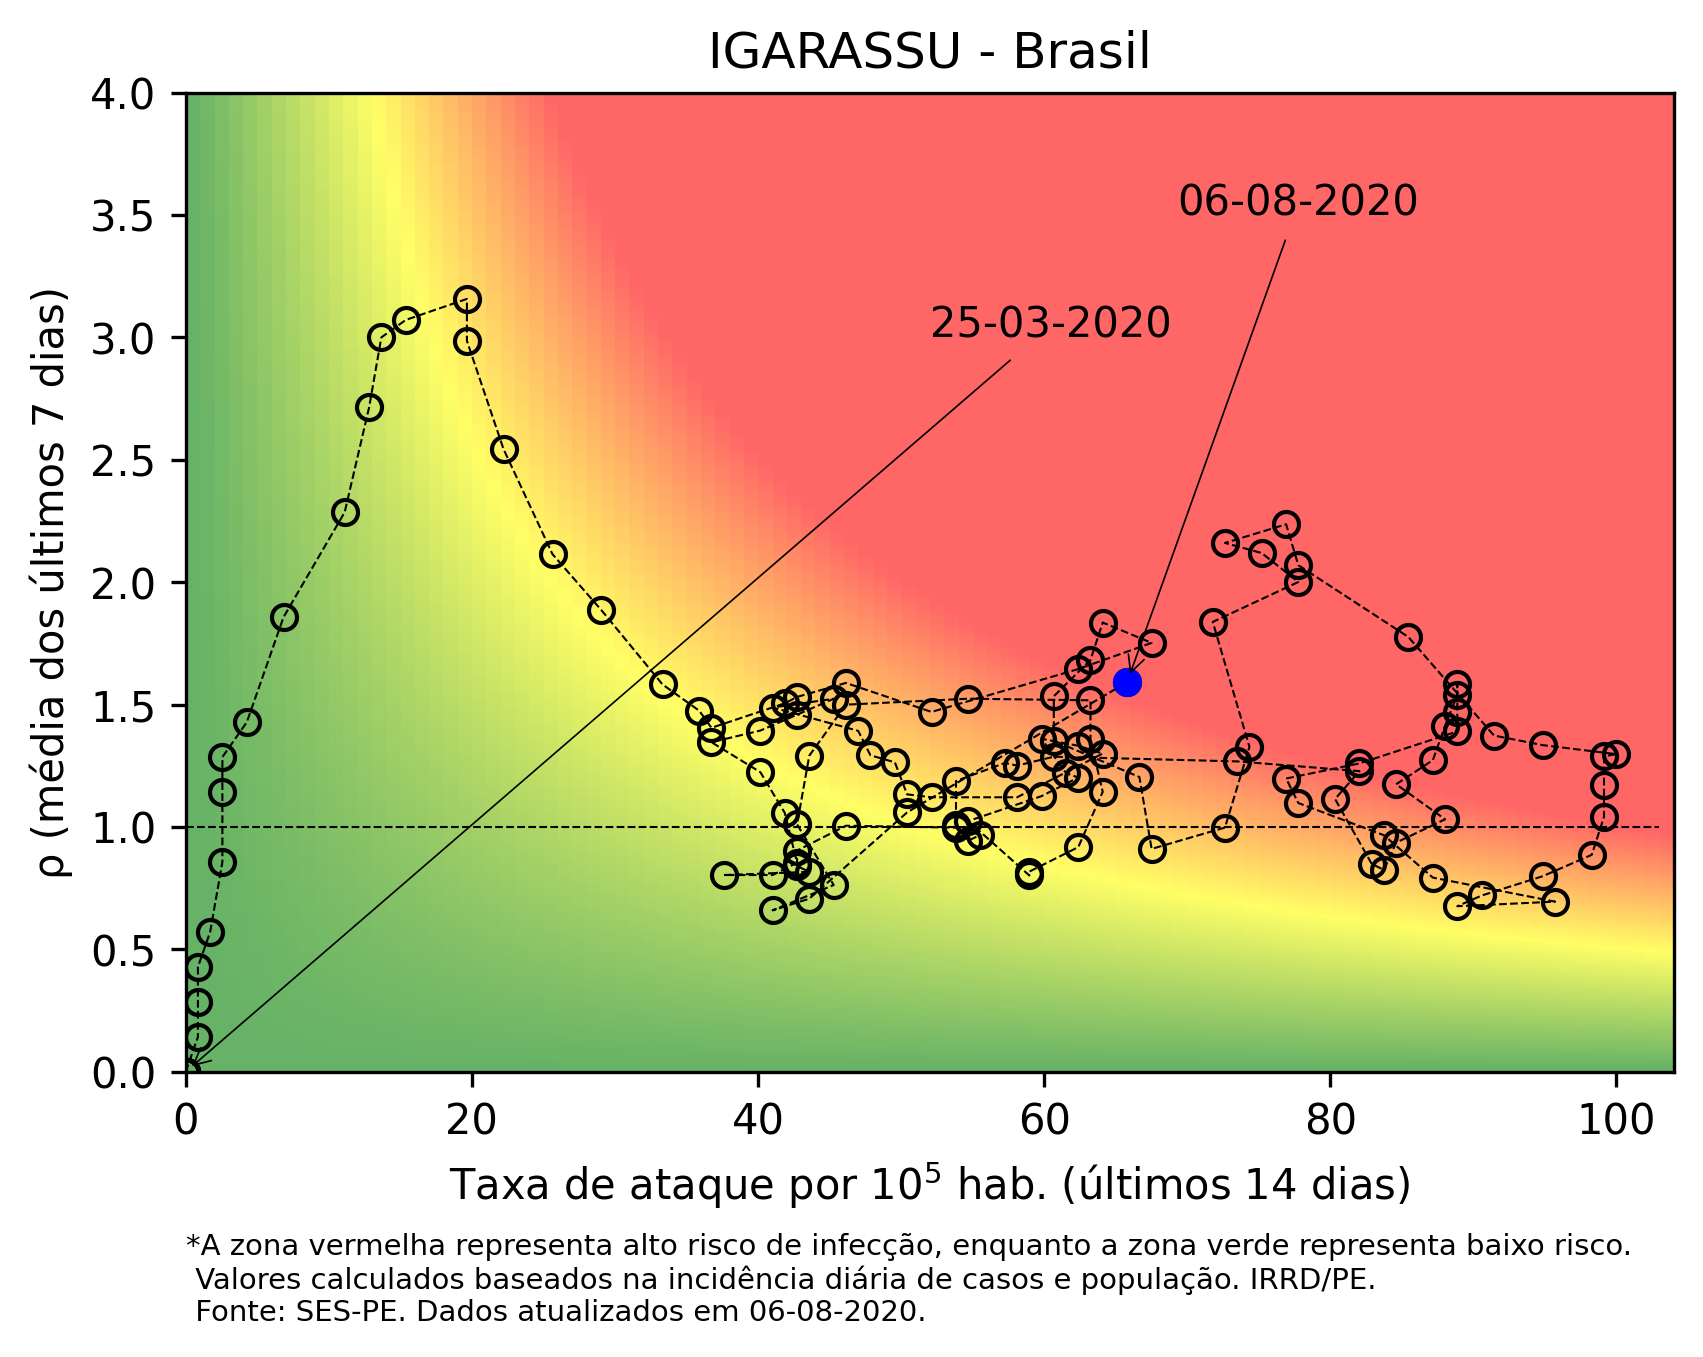 IGARASSU - Brasil
4.0
3.5
3.0
2.5
2.0
1.5
1.0
0.5
0.0
ρ (média dos últimos 7 dias)
06-08-2020
25-03-2020
0 20 40 60 80 100
Taxa de ataque por 10⁵ hab. (últimos 14 dias)
*A zona vermelha representa alto risco de infecção, enquanto a zona verde representa baixo risco.
Valores calculados baseados na incidência diária de casos e população. IRRD/PE.
Fonte: SES-PE. Dados atualizados em 06-08-2020.